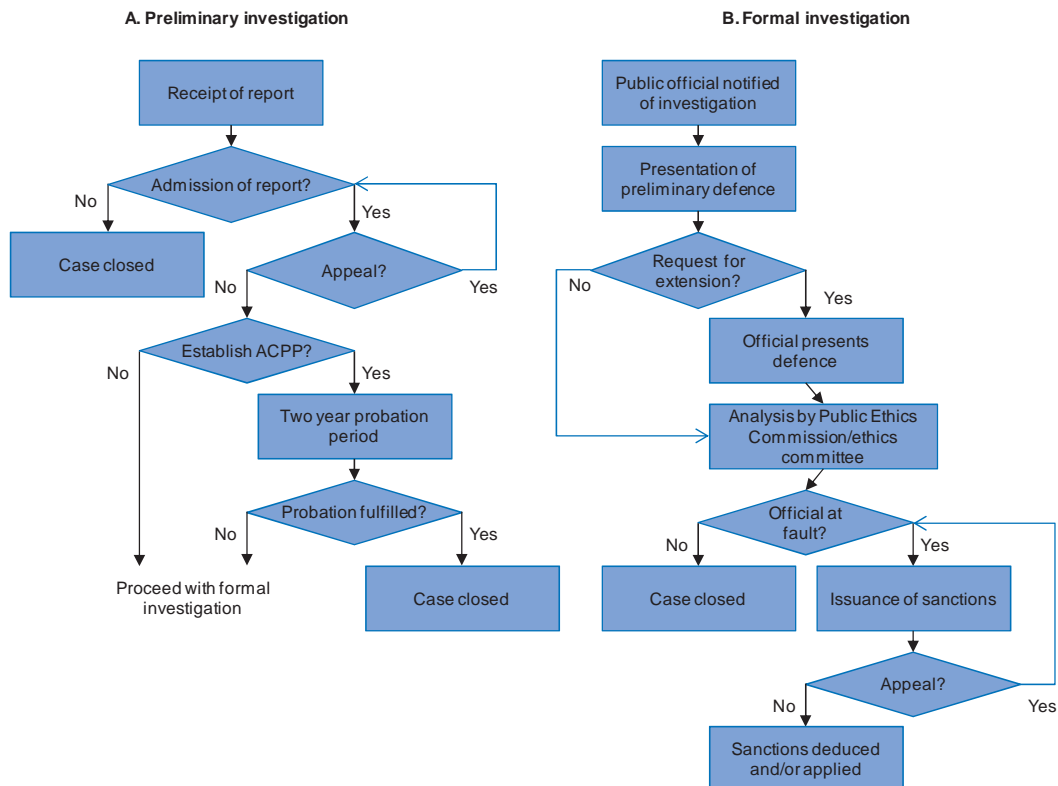 A. Preliminary investigation
Receipt of report
Admission of report?
No
Yes
Case closed
Appeal?
No
Yes
Establish ACPP?
No
Yes
Two year probation
period
Probation fulfilled?
No
Yes
Proceed with formal
investigation
Case closed
B. Formal investigation
Public official notified
of investigation
Presentation of
preliminary defence
Request for
extension?
No
Yes
Official presents
defence
Analysis by Public Ethics
Commission/ethics
committee
Official at
fault?
No
Yes
Case closed
Issuance of sanctions
Appeal?
No
Yes
Sanctions deduced
and/or applied